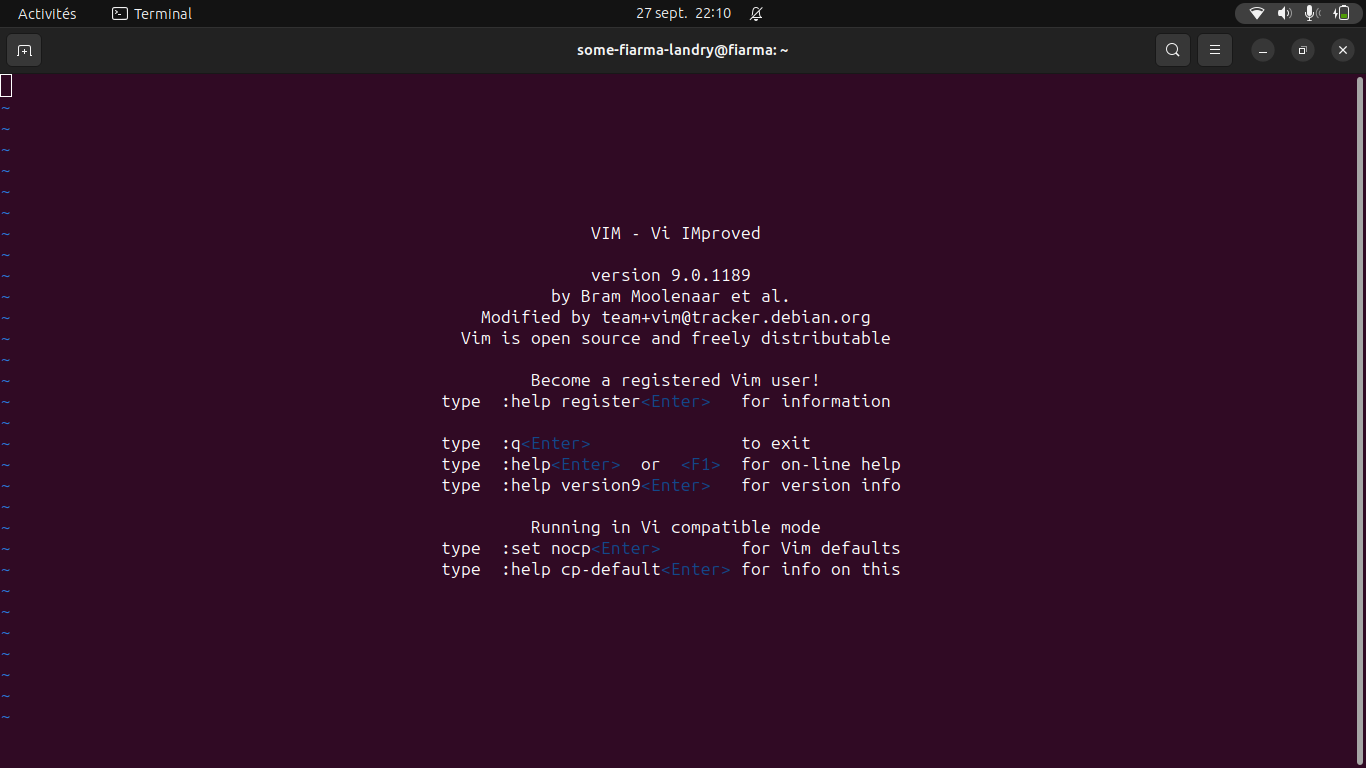 Activités Terminal 27 sept. 22:10
some-fiarma-landry@fiarma: ~
~
~
~
~
~
~
~ VIM - Vi IMproved
~
~ version 9.0.1189
~ by Bram Moolenaar et al.
~ Modified by team+vim@tracker.debian.org
~ Vim is open source and freely distributable
~
~ Become a registered Vim user!
~ type :help register<Enter> for information
~
~ type :q<Enter> to exit
~ type :help<Enter> or <F1> for on-line help
~ type :help version9<Enter> for version info
~
~ Running in Vi compatible mode
~ type :set nocp<Enter> for Vim defaults
~ type :help cp-default<Enter> for info on this
~
~
~
~
~
~
~